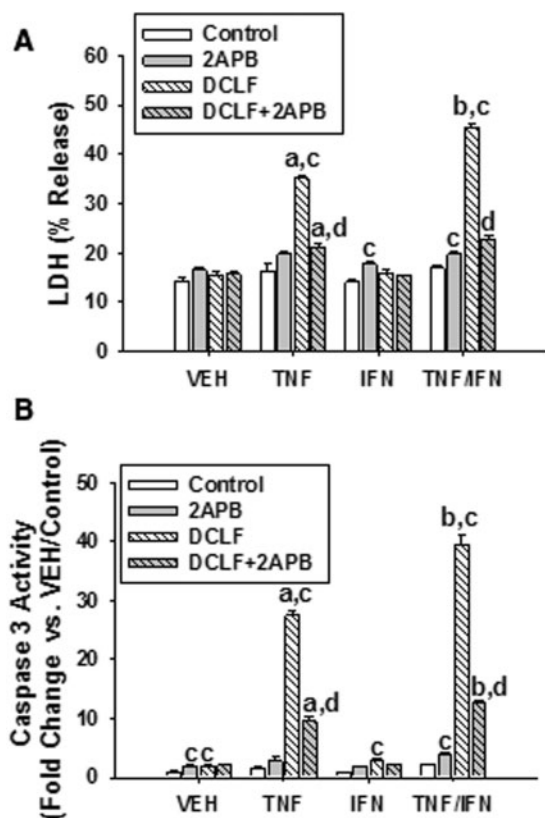 A
Control
2APB
DCLF
DCLF+2APB
LDH (% Release)
60
50
40
30
20
10
0
a,c
a,d
c
c
b,c
d
VEH TNF IFN TNF/IFN
B
Control
2APB
DCLF
DCLF+2APB
Caspase 3 Activity
(Fold Change vs. VEH/Control)
50
40
30
20
10
0
c c
a,c
a,d
c
c
b,c
b,d
VEH TNF IFN TNF/IFN